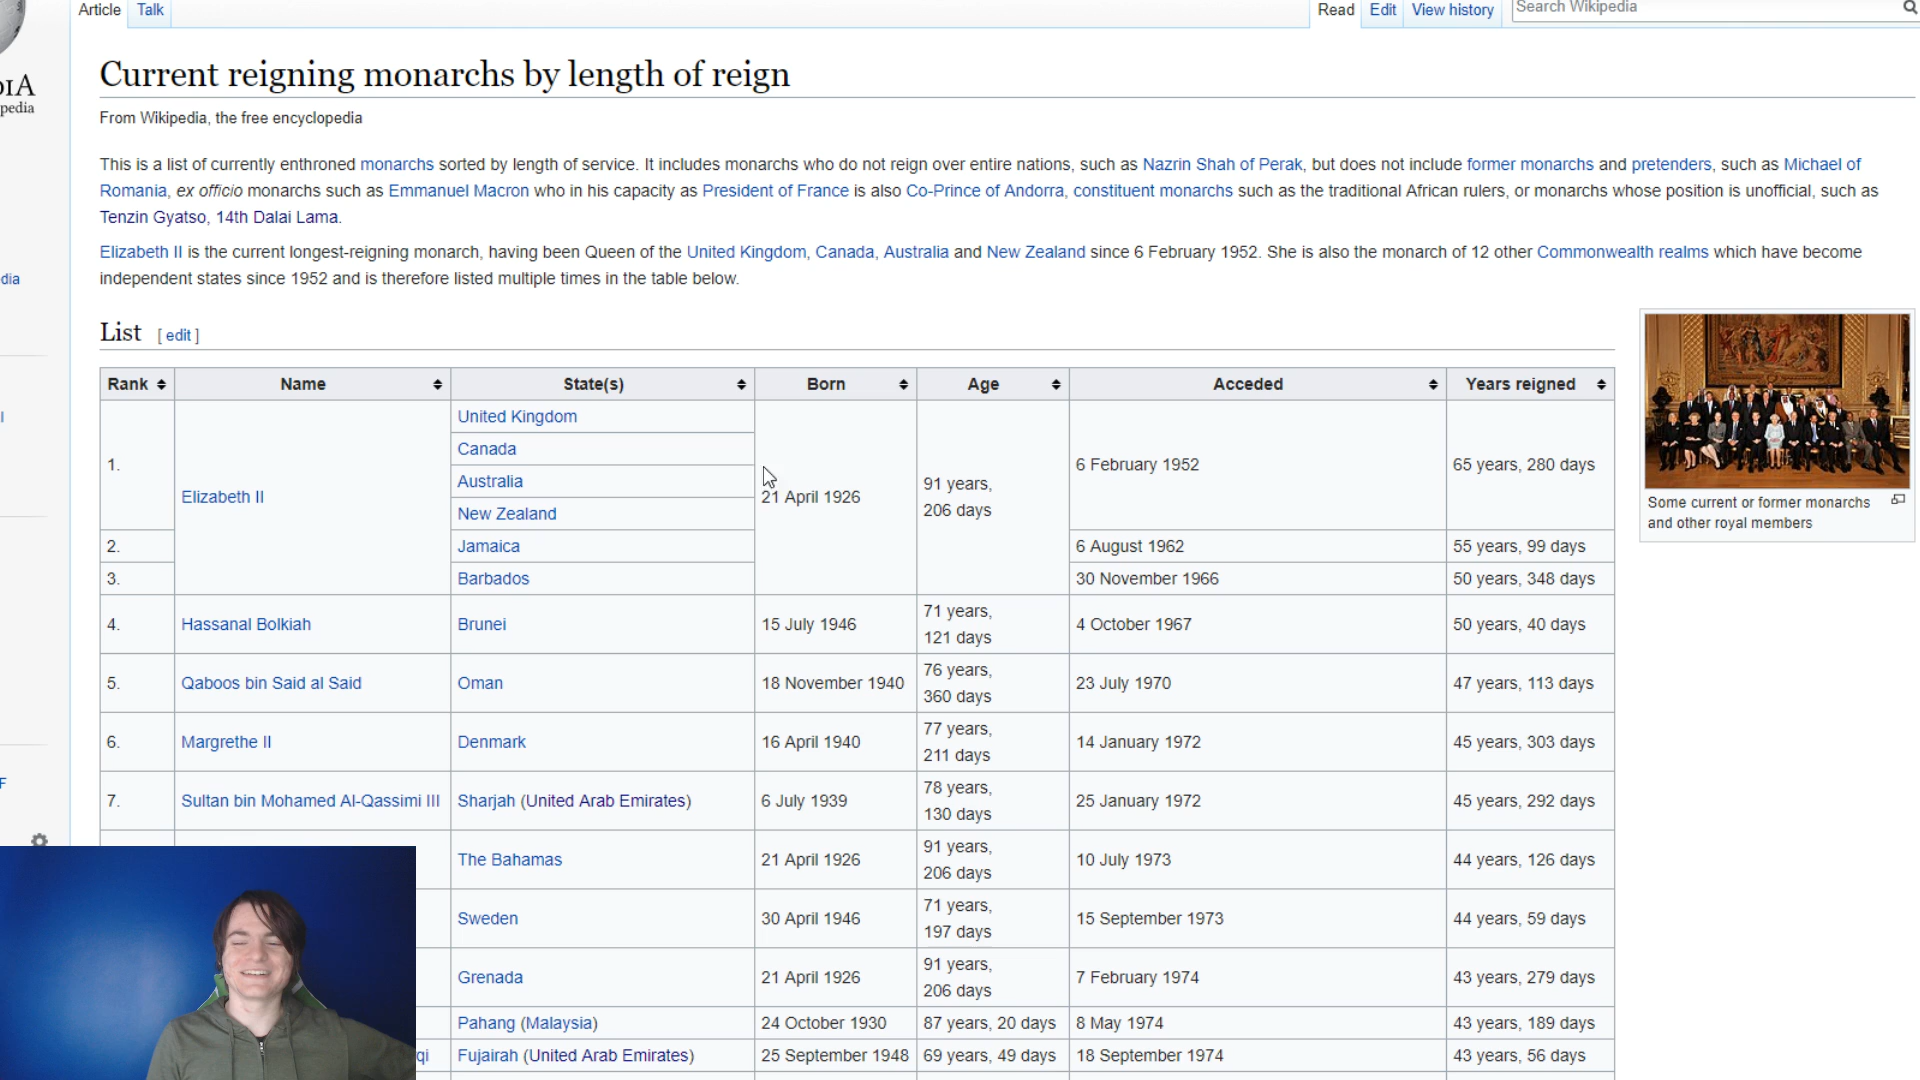 Article
Talk
Read
Edit
View history
Search Wikipedia
Current reigning monarchs by length of reign
From Wikipedia, the free encyclopedia
This is a list of currently enthroned monarchs sorted by length of service. It includes monarchs who do not reign over entire nations, such as Nazrin Shah of Perak, but does not include former monarchs and pretenders, such as Michael of
Romania, ex officio monarchs such as Emmanuel Macron who in his capacity as President of France is also Co-Prince of Andorra, constituent monarchs such as the traditional African rulers, or monarchs whose position is unofficial, such as
Tenzin Gyatso, 14th Dalai Lama.
Elizabeth II is the current longest-reigning monarch, having been Queen of the United Kingdom, Canada, Australia and New Zealand since 6 February 1952. She is also the monarch of 12 other Commonwealth realms which have become
independent states since 1952 and is therefore listed multiple times in the table below.
List [ edit ]
Rank Name State(s) Born Age Acceded Years reigned
United Kingdom
Canada
1. 6 February 1952 65 years, 280 days
Australia 91 years,
Elizabeth II 21 April 1926
206 days
New Zealand
2. Jamaica 6 August 1962 55 years, 99 days
3. Barbados 30 November 1966 50 years, 348 days
4. Hassanal Bolkiah Brunei 15 July 1946 71 years, 121 days 4 October 1967 50 years, 40 days
5. Qaboos bin Said al Said Oman 18 November 1940 76 years, 360 days 23 July 1970 47 years, 113 days
6. Margrethe II Denmark 16 April 1940 77 years, 211 days 14 January 1972 45 years, 303 days
7. Sultan bin Mohamed Al-Qassimi III Sharjah (United Arab Emirates) 6 July 1939 78 years, 130 days 25 January 1972 45 years, 292 days
The Bahamas 21 April 1926 91 years, 206 days 10 July 1973 44 years, 126 days
Sweden 30 April 1946 71 years, 197 days 15 September 1973 44 years, 59 days
Grenada 21 April 1926 91 years, 206 days 7 February 1974 43 years, 279 days
Pahang (Malaysia) 24 October 1930 87 years, 20 days 8 May 1974 43 years, 189 days
qi Fujairah (United Arab Emirates) 25 September 1948 69 years, 49 days 18 September 1974 43 years, 56 days
Some current or former monarchs
and other royal members
IA
pedia
dia
F